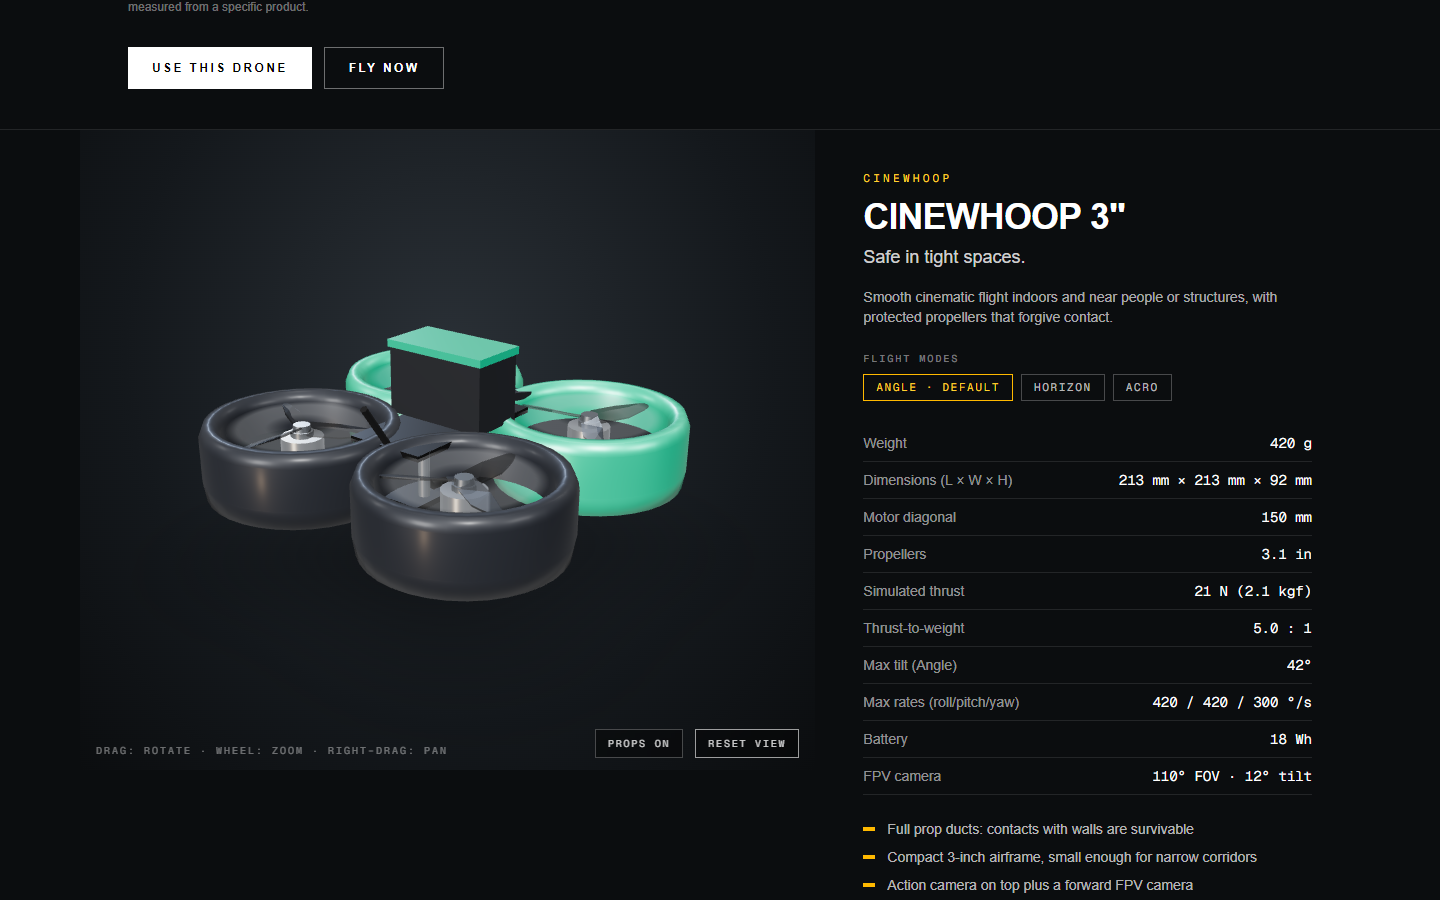 measured from a specific product.
USE THIS DRONE
FLY NOW
CINEWHOOP
CINEWHOOP 3"
Safe in tight spaces.
Smooth cinematic flight indoors and near people or structures, with
protected propellers that forgive contact.
FLIGHT MODES
ANGLE · DEFAULT
HORIZON
ACRO
Weight 420 g
Dimensions (L × W × H) 213 mm × 213 mm × 92 mm
Motor diagonal 150 mm
Propellers 3.1 in
Simulated thrust 21 N (2.1 kgf)
Thrust-to-weight 5.0 : 1
Max tilt (Angle) 42°
Max rates (roll/pitch/yaw) 420 / 420 / 300 °/s
Battery 18 Wh
FPV camera 110° FOV · 12° tilt
Full prop ducts: contacts with walls are survivable
Compact 3-inch airframe, small enough for narrow corridors
Action camera on top plus a forward FPV camera
DRAG: ROTATE · WHEEL: ZOOM · RIGHT-DRAG: PAN
PROPS ON
RESET VIEW